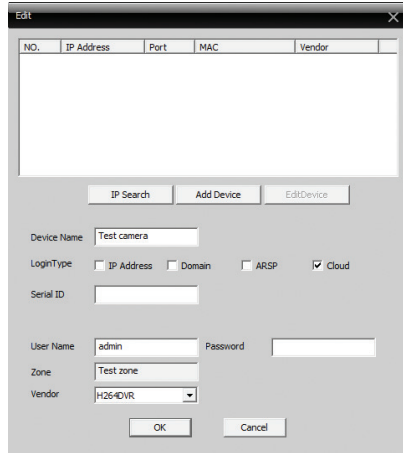 Edit
NO. IP Address Port MAC Vendor
IP Search Add Device EditDevice
Device Name Test camera
LoginType IP Address Domain ARSP Cloud
Serial ID
User Name admin Password
Zone Test zone
Vendor H264DVR
OK Cancel